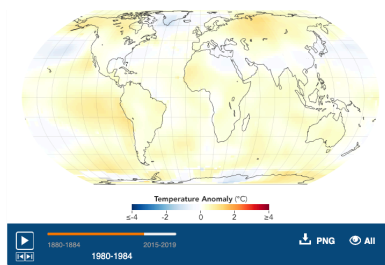 Temperature Anomaly (°C)
≤-4 -2 0 2 ≥4
1880-1884 2015-2019
1980-1984
PNG All